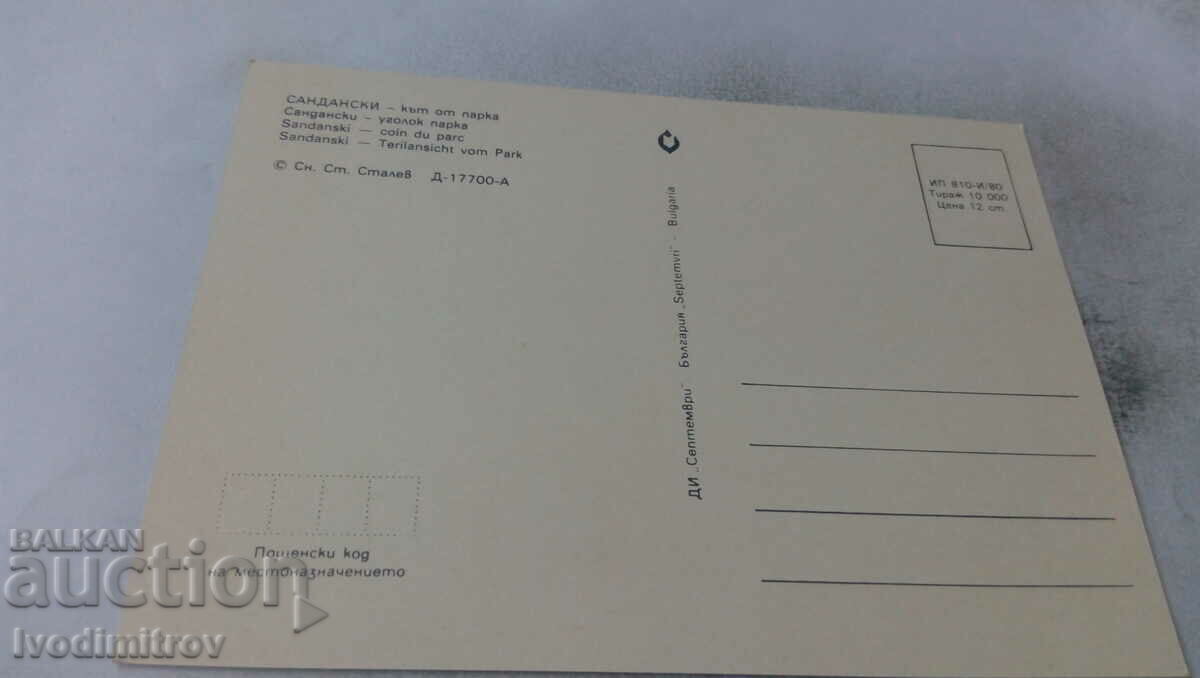 САНДАНСКИ – кът от парка
Сандански – уголок парка
Sandanski — coin du parc
Sandanski — Terilansicht vom Park
© Сн. Ст. Сталев Д-17700-А
ИП 810-И/80
Тираж 10 000
Цена 12 ст.
ДИ „Септември" България „Septemvri" - Bulgaria
Пощенски код
на местоназначението
BALKAN
auction
Ivodimitrov